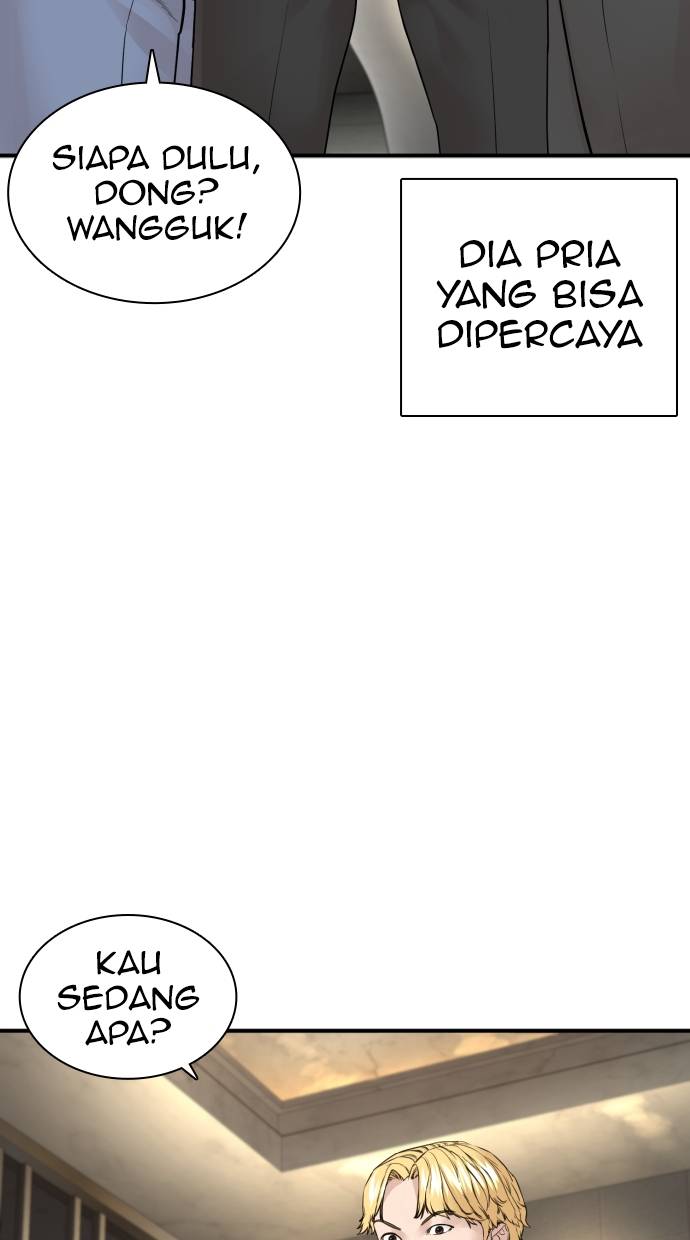 SIAPA DULU,
DONG?
WANGGUK!
DIA PRIA
YANG BISA
DIPERCAYA
KAU
SEDANG
APA?